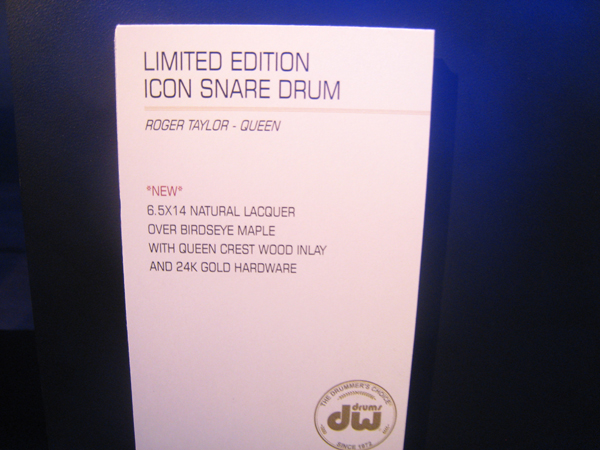 LIMITED EDITION
ICON SNARE DRUM
ROGER TAYLOR - QUEEN
*NEW*
6.5X14 NATURAL LACQUER
OVER BIRDSEYE MAPLE
WITH QUEEN CREST WOOD INLAY
AND 24K GOLD HARDWARE
THE DRUMMER'S CHOICE
drums
dw
SINCE 1972